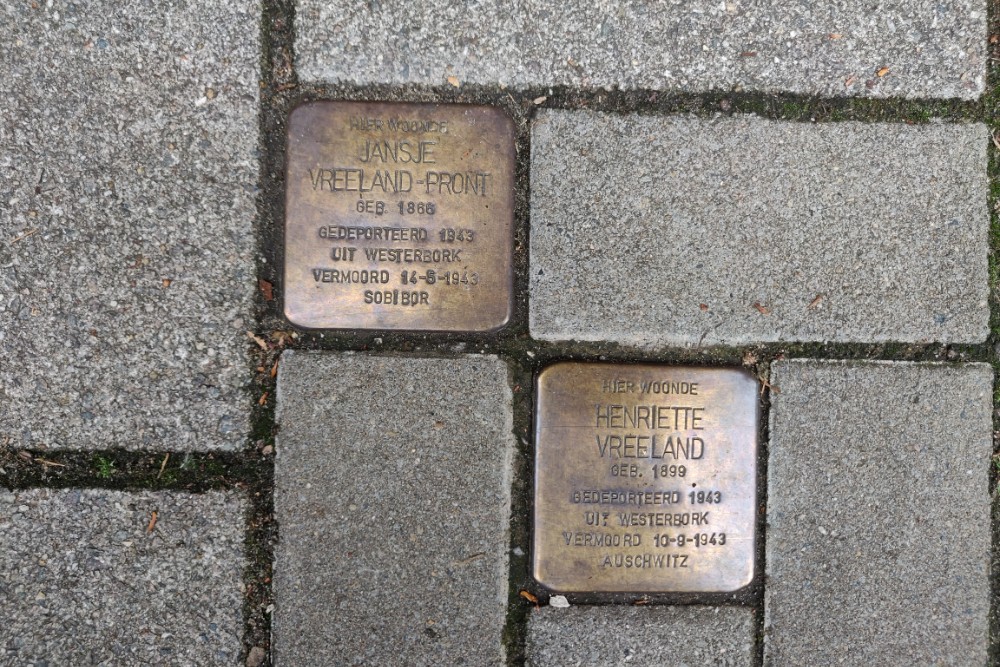 HIER WOONDE
JANSJE
VREELAND-PRONT
GEB. 1866
GEDEPORTEERD 1943
UIT WESTERBORK
VERMOORD 14-5-1943
SOBIBOR
HIER WOONDE
HENRIETTE
VREELAND
GEB. 1899
GEDEPORTEERD 1943
UIT WESTERBORK
VERMOORD 10-9-1943
AUSCHWITZ